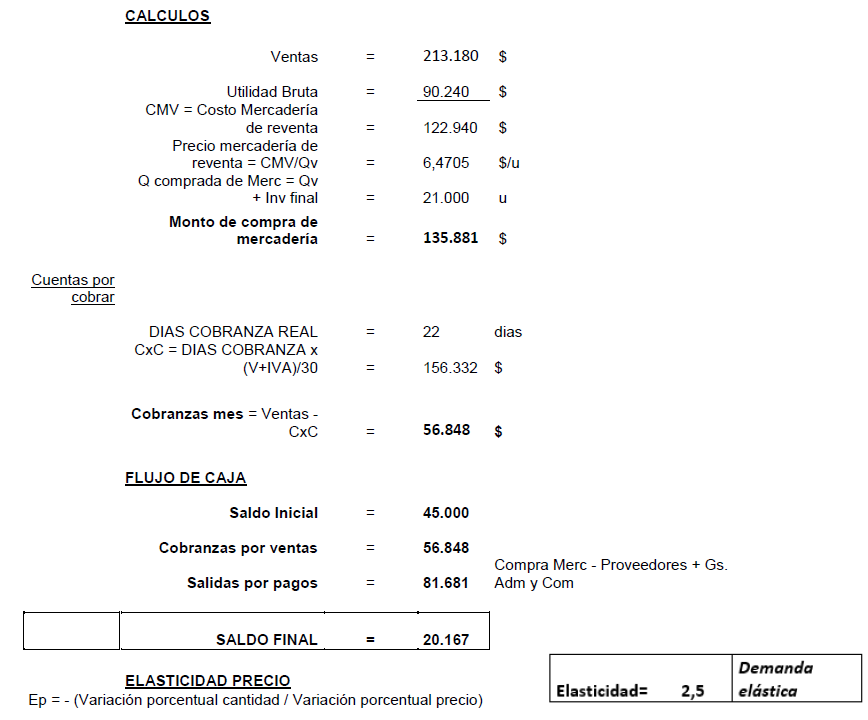 CALCULOS
Ventas = 213.180 $
Utilidad Bruta = 90.240 $
CMV = Costo Mercadería
de reventa = 122.940 $
Precio mercadería de
reventa = CMV/Qv = 6,4705 $/u
Q comprada de Merc = Qv
+ Inv final = 21.000 u
Monto de compra de
mercadería = 135.881 $
Cuentas por
cobrar
DIAS COBRANZA REAL = 22 dias
CxC = DIAS COBRANZA x
(V+IVA)/30 = 156.332 $
Cobranzas mes = Ventas -
CxC = 56.848 $
FLUJO DE CAJA
Saldo Inicial = 45.000
Cobranzas por ventas = 56.848
Compra Merc - Proveedores + Gs.
Salidas por pagos = 81.681 Adm y Com
SALDO FINAL = 20.167
ELASTICIDAD PRECIO
Ep = - (Variación porcentual cantidad / Variación porcentual precio)
Demanda
Elasticidad= 2,5 elástica